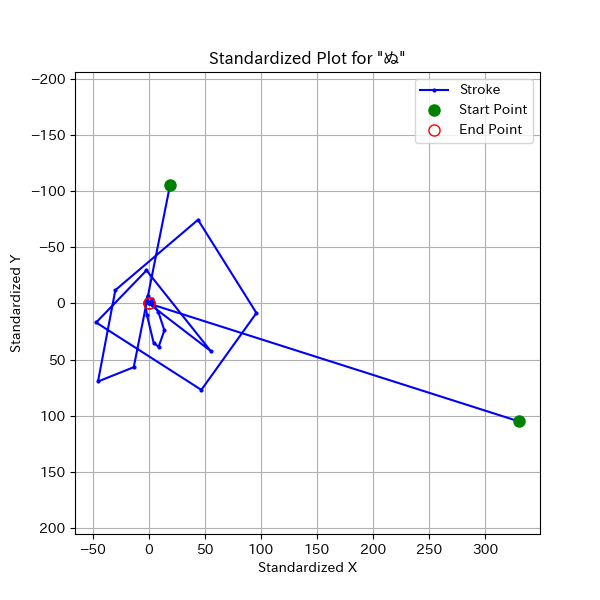 Standardized Plot for "ぬ"
Stroke
Start Point
End Point
−200
−150
−100
−50
0
50
100
150
200
Standardized Y
−50 0 50 100 150 200 250 300
Standardized X